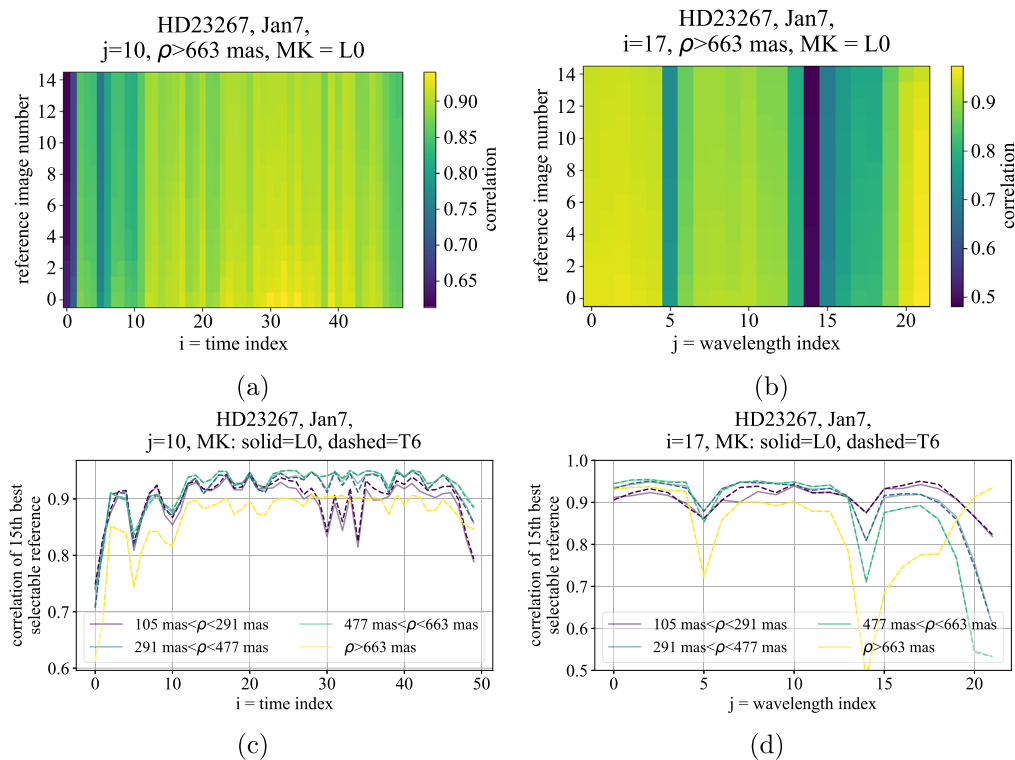 HD23267, Jan7,
j=10, ρ>663 mas, MK = L0
reference image number
14
12
10
8
6
4
2
0
0 10 20 30 40
i = time index
0.90
0.85
0.80
0.75
0.70
0.65
correlation
(a)
HD23267, Jan7,
i=17, ρ>663 mas, MK = L0
reference image number
14
12
10
8
6
4
2
0
0 5 10 15 20
j = wavelength index
0.9
0.8
0.7
0.6
0.5
correlation
(b)
HD23267, Jan7,
j=10, MK: solid=L0, dashed=T6
correlation of 15th best
selectable reference
0.9
0.8
0.7
0.6
105 mas<ρ<291 mas
291 mas<ρ<477 mas
477 mas<ρ<663 mas
ρ>663 mas
0 10 20 30 40 50
i = time index
(c)
HD23267, Jan7,
i=17, MK: solid=L0, dashed=T6
correlation of 15th best
selectable reference
1.0
0.9
0.8
0.7
0.6
0.5
105 mas<ρ<291 mas
291 mas<ρ<477 mas
477 mas<ρ<663 mas
ρ>663 mas
0 5 10 15 20
j = wavelength index
(d)